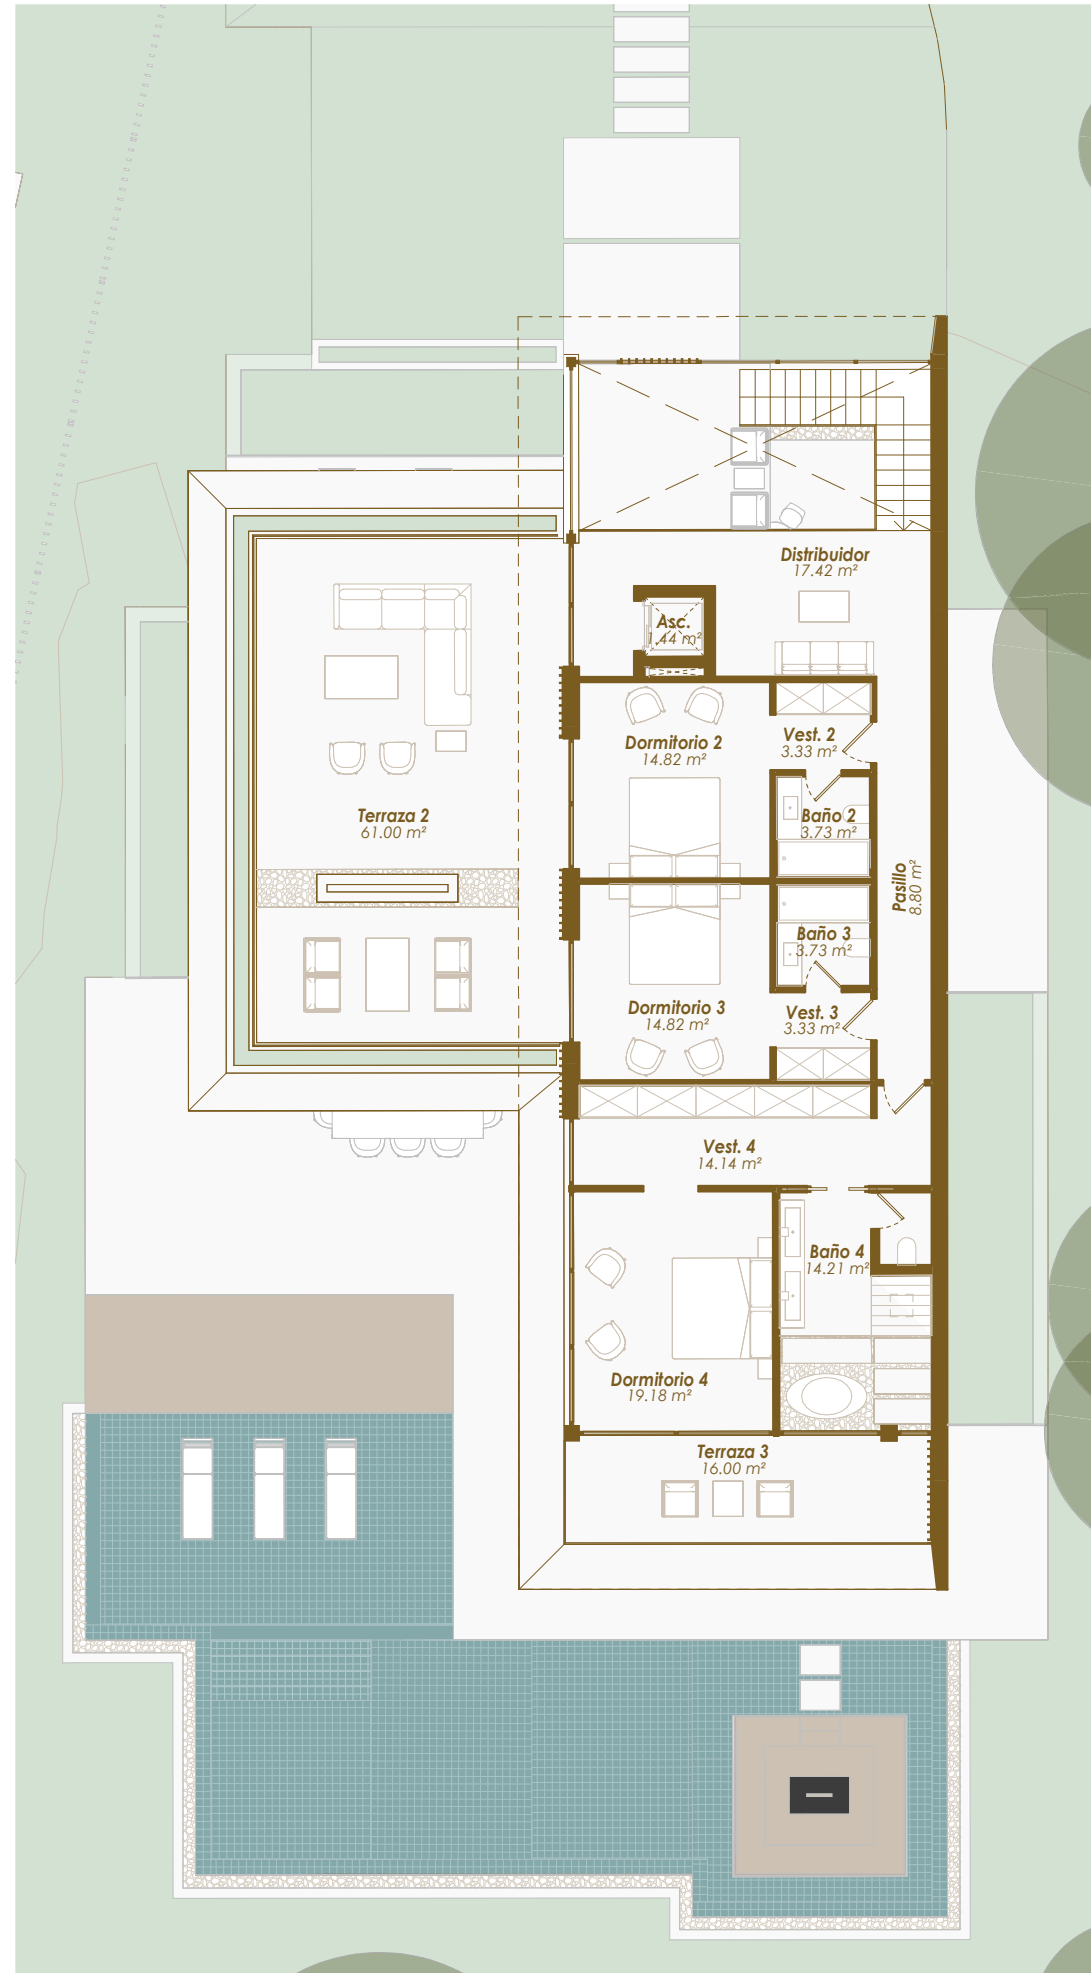 Distribuidor
17.42 m²
Asc.
1.44 m²
Dormitorio 2
14.82 m²
Vest. 2
3.33 m²
Terraza 2
61.00 m²
Baño 2
3.73 m²
Pasillo
8.80 m²
Baño 3
3.73 m²
Dormitorio 3
14.82 m²
Vest. 3
3.33 m²
Vest. 4
14.14 m²
Baño 4
14.21 m²
Dormitorio 4
19.18 m²
Terraza 3
16.00 m²